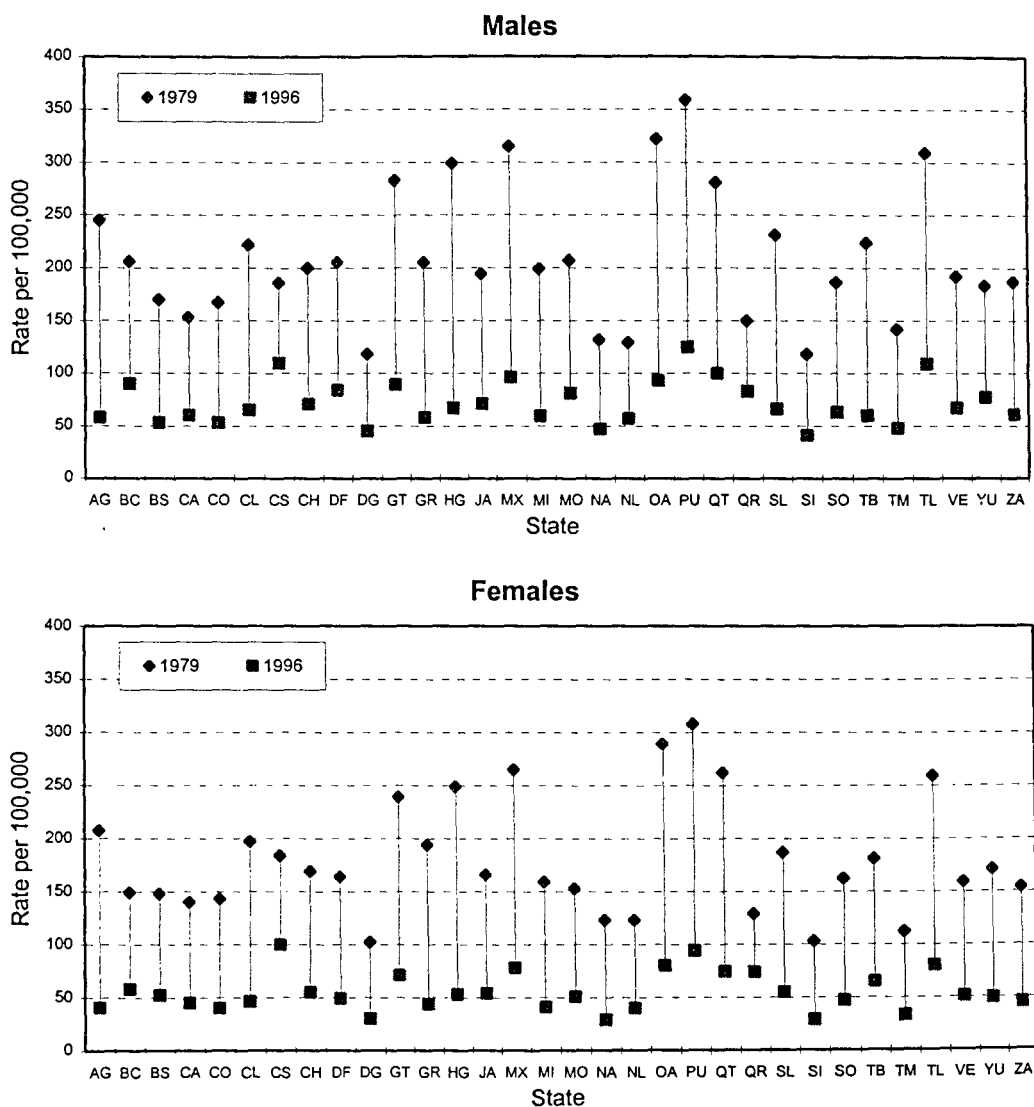 Males
400
350
300
250
200
150
100
50
0
Rate per 100,000
1979 1996
AG BC BS CA CO CL CS CH DF DG GT GR HG JA MX MI MO NA NL OA PU QT QR SL SI SO TB TM TL VE YU ZA
State
Females
400
350
300
250
200
150
100
50
0
Rate per 100,000
1979 1996
AG BC BS CA CO CL CS CH DF DG GT GR HG JA MX MI MO NA NL OA PU QT QR SL SI SO TB TM TL VE YU ZA
State